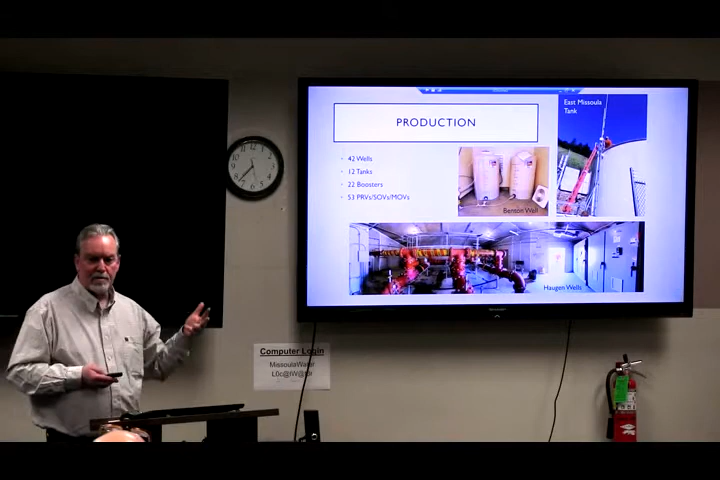 PRODUCTION
42 Wells
12 Tanks
22 Boosters
53 PRVs/SOVs/MOVs
East Missoula
Tank
Benson Well
Haugen Wells
Computer Login
MissoulaWater